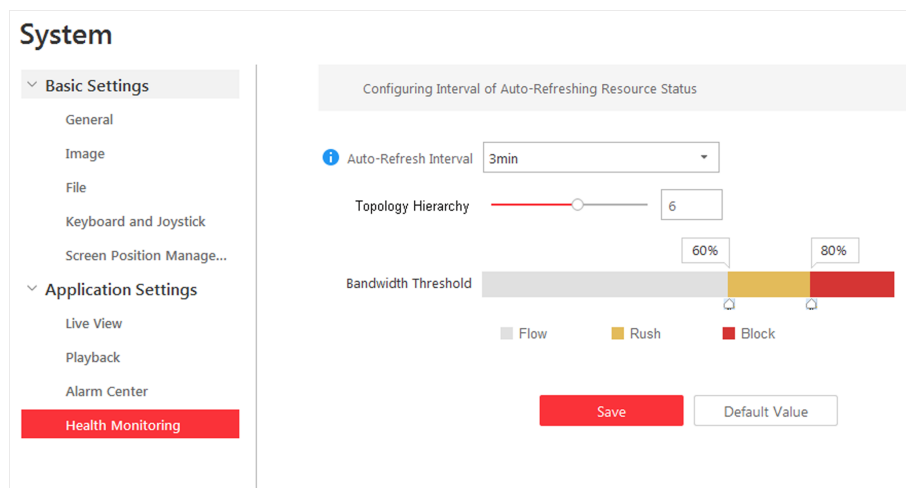 System
Basic Settings
General
Image
File
Keyboard and Joystick
Screen Position Manage...
Application Settings
Live View
Playback
Alarm Center
Health Monitoring
Configuring Interval of Auto-Refreshing Resource Status
Auto-Refresh Interval 3min
Topology Hierarchy 6
60% 80%
Bandwidth Threshold
Flow Rush Block
Save Default Value